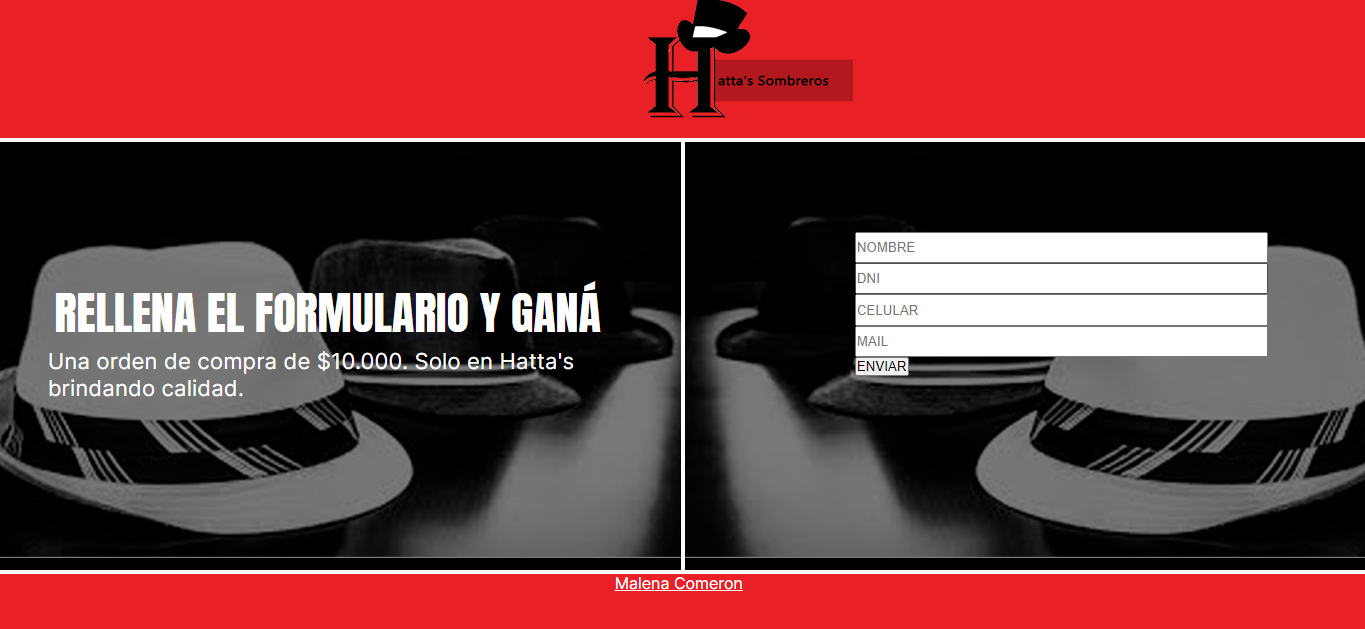 Hatta's Sombreros
RELLENA EL FORMULARIO Y GANÁ
Una orden de compra de $10.000. Solo en Hatta's
brindando calidad.
NOMBRE
DNI
CELULAR
MAIL
ENVIAR
Malena Comeron